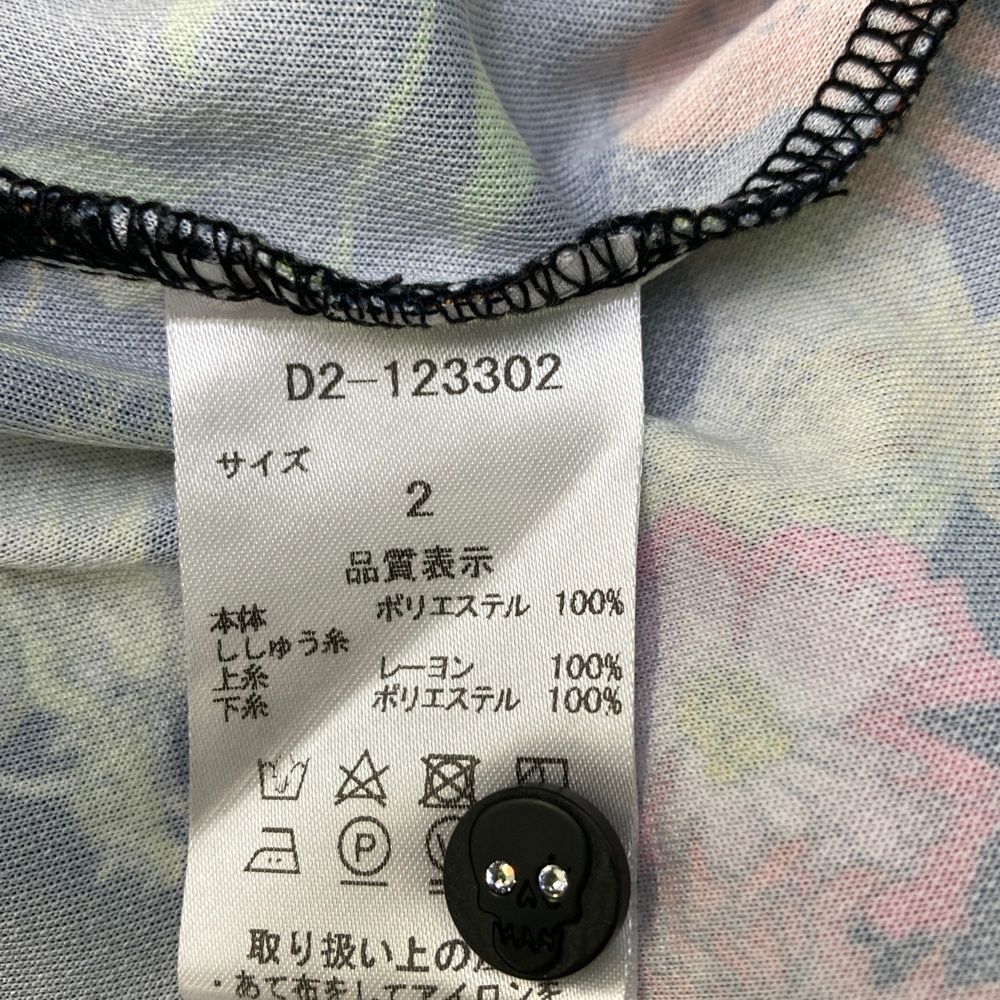 D2-123302
サイズ
2
品質表示
本体 ポリエステル 100%
ししゅう糸
上糸 レーヨン 100%
下糸 ポリエステル 100%
P
取り扱い上の
・あて布をしてアイロンを